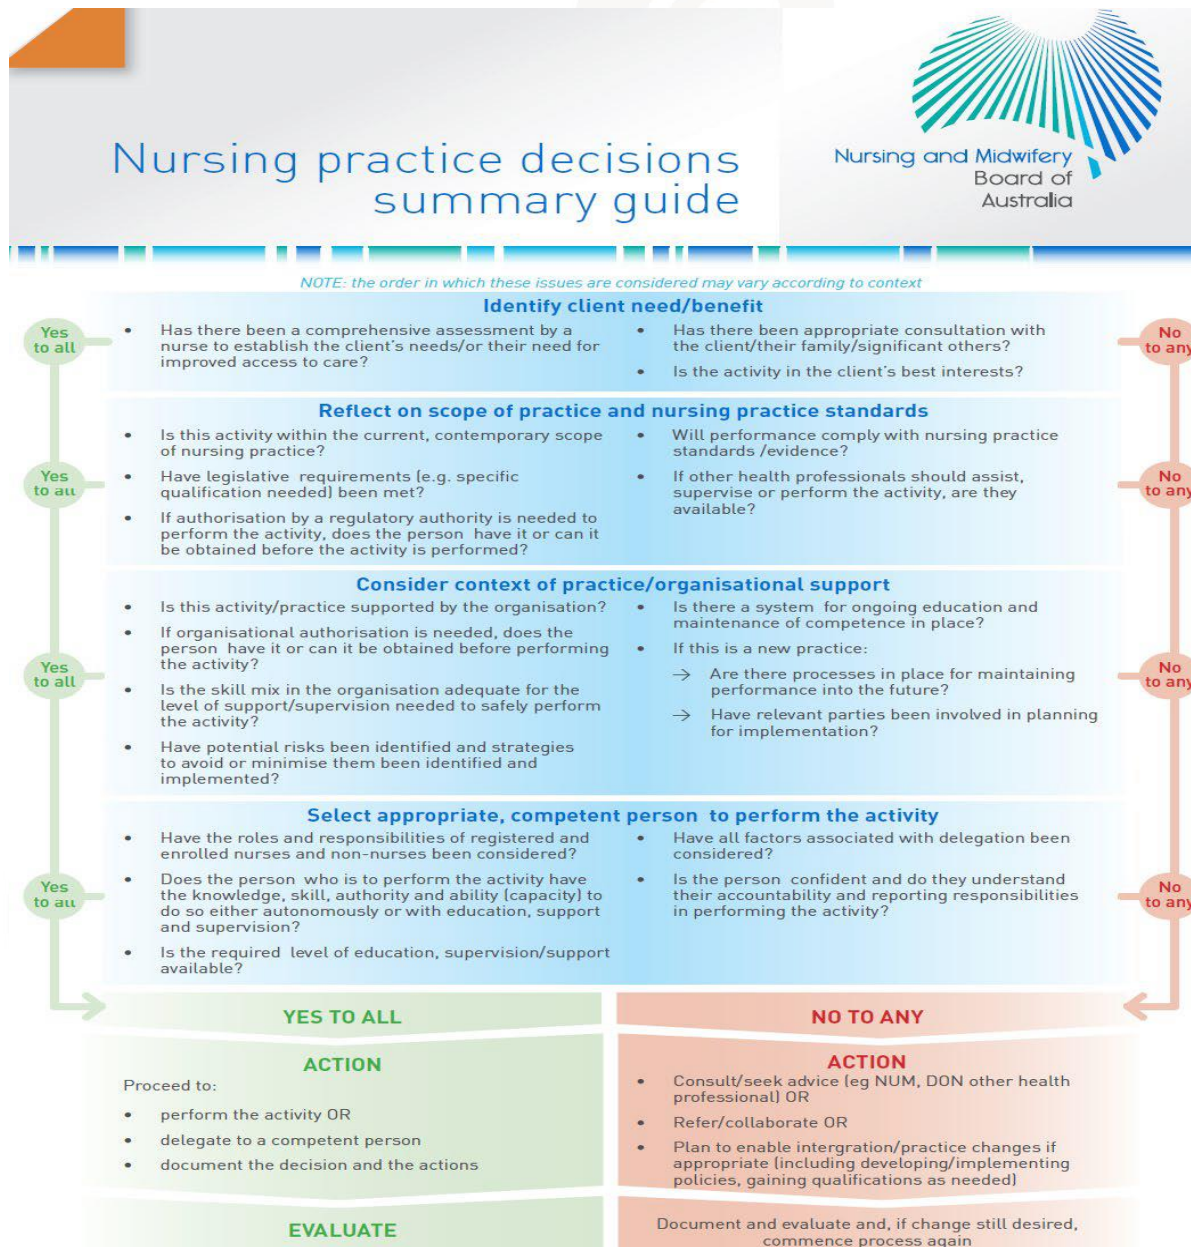 Nursing practice decisions
summary guide
Nursing and Midwifery
Board of
Australia
NOTE: the order in which these issues are considered may vary according to context
Identify client need/benefit
Yes
to all
• Has there been a comprehensive assessment by a
nurse to establish the client's needs/or their need for
improved access to care?
• Has there been appropriate consultation with
the client/their family/significant others?
• Is the activity in the client's best interests?
No
to any
Reflect on scope of practice and nursing practice standards
Yes
to all
• Is this activity within the current, contemporary scope
of nursing practice?
• Have legislative requirements (e.g. specific
qualification needed) been met?
• If authorisation by a regulatory authority is needed to
perform the activity, does the person have it or can it
be obtained before the activity is performed?
• Will performance comply with nursing practice
standards /evidence?
• If other health professionals should assist,
supervise or perform the activity, are they
available?
No
to any
Consider context of practice/organisational support
Yes
to all
• Is this activity/practice supported by the organisation?
• If organisational authorisation is needed, does the
person have it or can it be obtained before performing
the activity?
• Is the skill mix in the organisation adequate for the
level of support/supervision needed to safely perform
the activity?
• Have potential risks been identified and strategies
to avoid or minimise them been identified and
implemented?
• Is there a system for ongoing education and
maintenance of competence in place?
• If this is a new practice:
→ Are there processes in place for maintaining
performance into the future?
→ Have relevant parties been involved in planning
for implementation?
No
to any
Select appropriate, competent person to perform the activity
Yes
to all
• Have the roles and responsibilities of registered and
enrolled nurses and non-nurses been considered?
• Does the person who is to perform the activity have
the knowledge, skill, authority and ability (capacity) to
do so either autonomously or with education, support
and supervision?
• Is the required level of education, supervision/support
available?
• Have all factors associated with delegation been
considered?
• Is the person confident and do they understand
their accountability and reporting responsibilities
in performing the activity?
No
to any
YES TO ALL
ACTION
Proceed to:
• perform the activity OR
• delegate to a competent person
• document the decision and the actions
EVALUATE
NO TO ANY
ACTION
• Consult/seek advice (eg NUM, DON other health
professional) OR
• Refer/collaborate OR
• Plan to enable intergration/practice changes if
appropriate (including developing/implementing
policies, gaining qualifications as needed)
Document and evaluate and, if change still desired,
commence process again